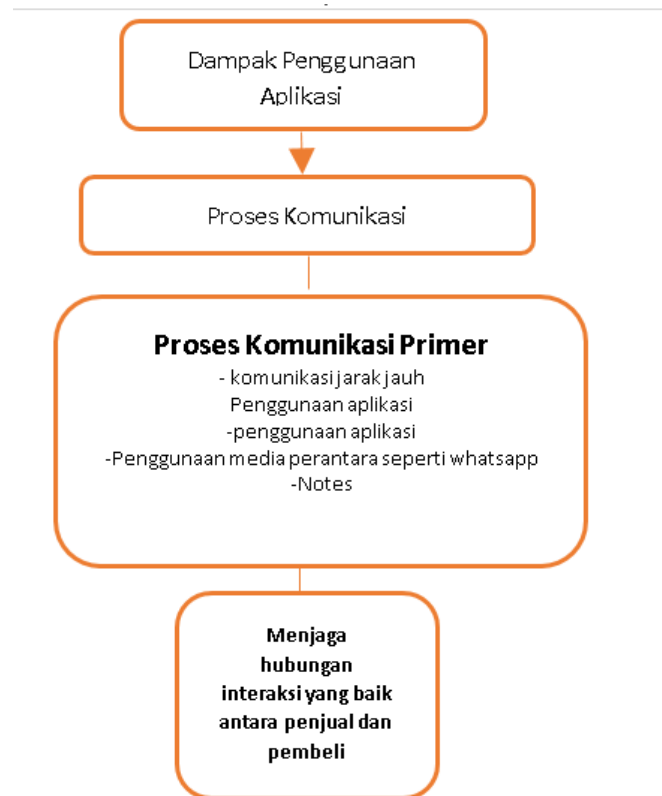 Dampak Penggunaan
Aplikasi
Proses Komunikasi
Proses Komunikasi Primer
- komunikasi jarak jauh
Penggunaan aplikasi
-penggunaan aplikasi
-Penggunaan media perantara seperti whatsapp
-Notes
Menjaga
hubungan
interaksi yang baik
antara penjual dan
pembeli